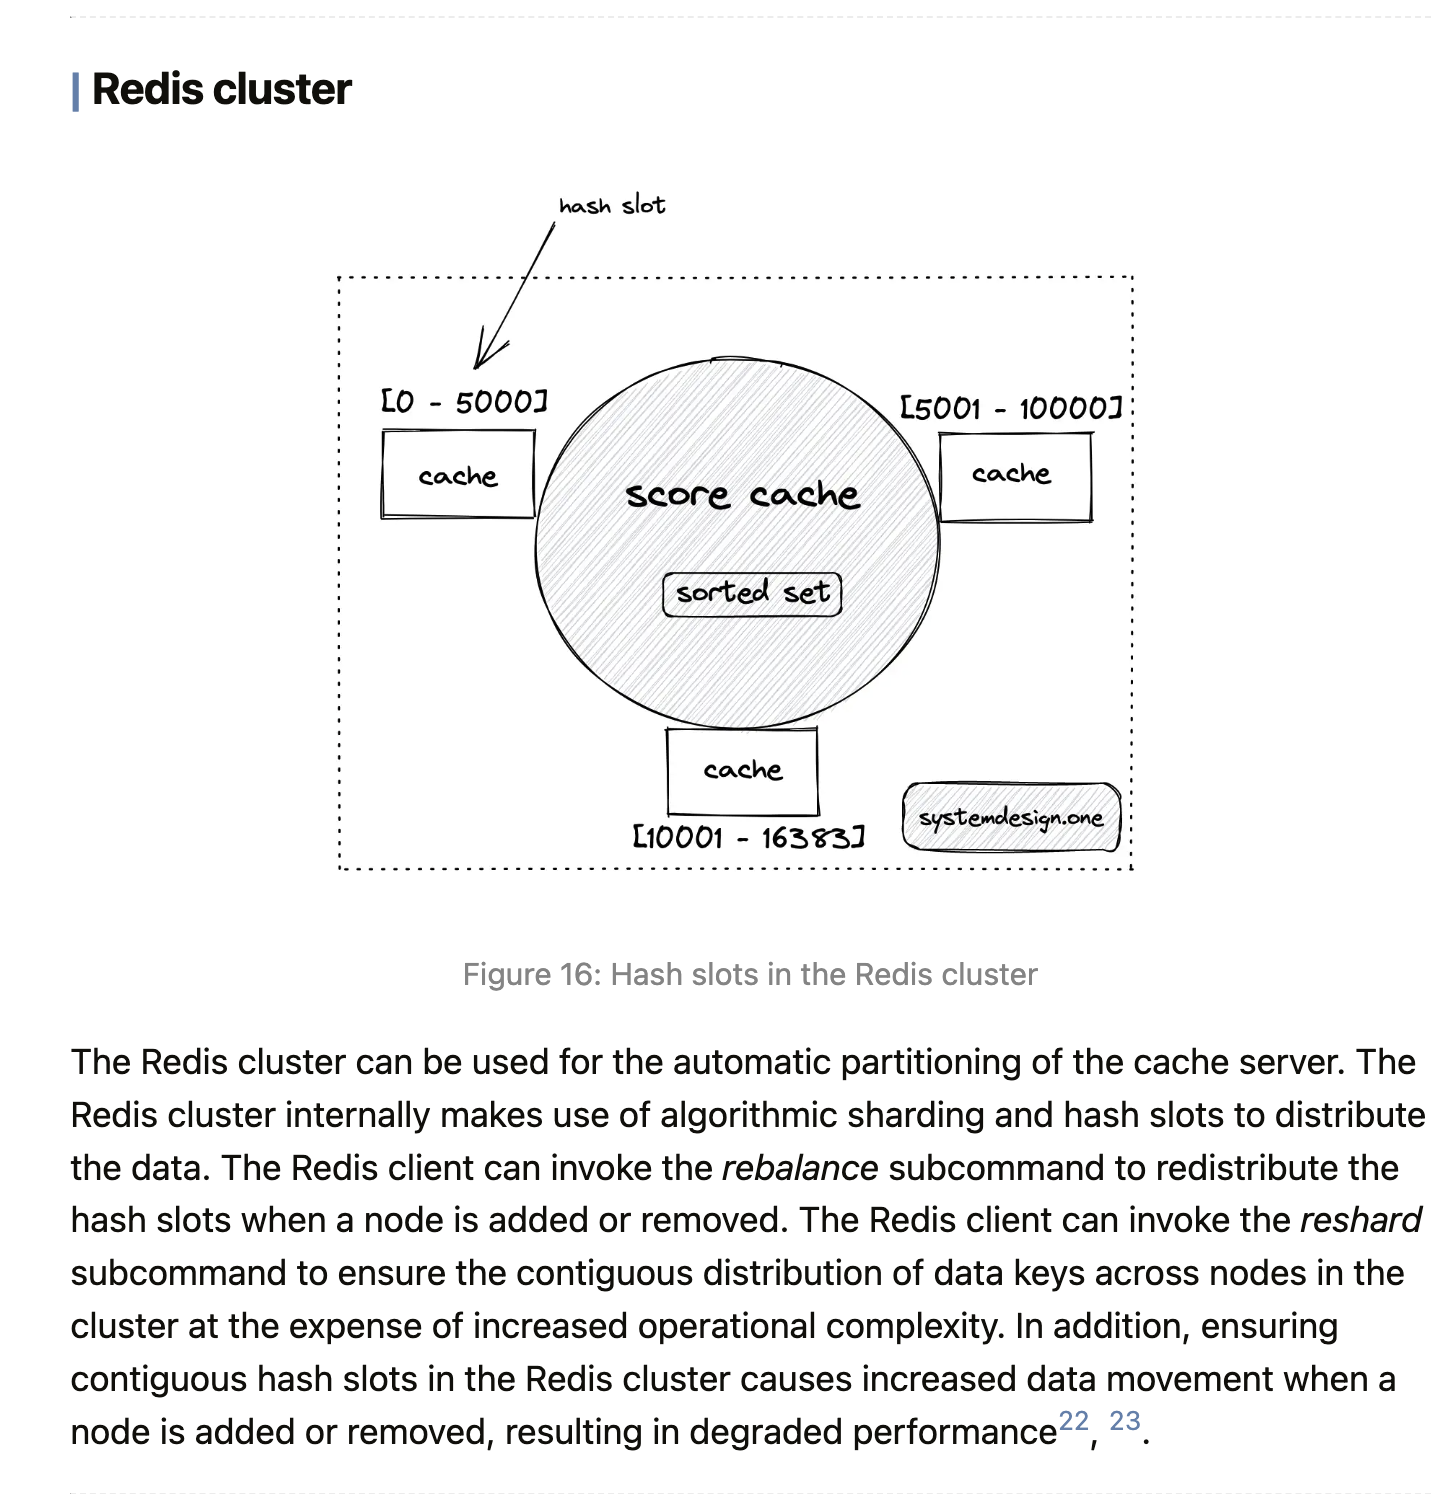 Redis cluster
hash slot
[0 - 5000]
[5001 - 10000]
cache
cache
score cache
sorted set
cache
[10001 - 16383]
systemdesign.one
Figure 16: Hash slots in the Redis cluster
The Redis cluster can be used for the automatic partitioning of the cache server. The
Redis cluster internally makes use of algorithmic sharding and hash slots to distribute
the data. The Redis client can invoke the rebalance subcommand to redistribute the
hash slots when a node is added or removed. The Redis client can invoke the reshard
subcommand to ensure the contiguous distribution of data keys across nodes in the
cluster at the expense of increased operational complexity. In addition, ensuring
contiguous hash slots in the Redis cluster causes increased data movement when a
node is added or removed, resulting in degraded performance22, 23.